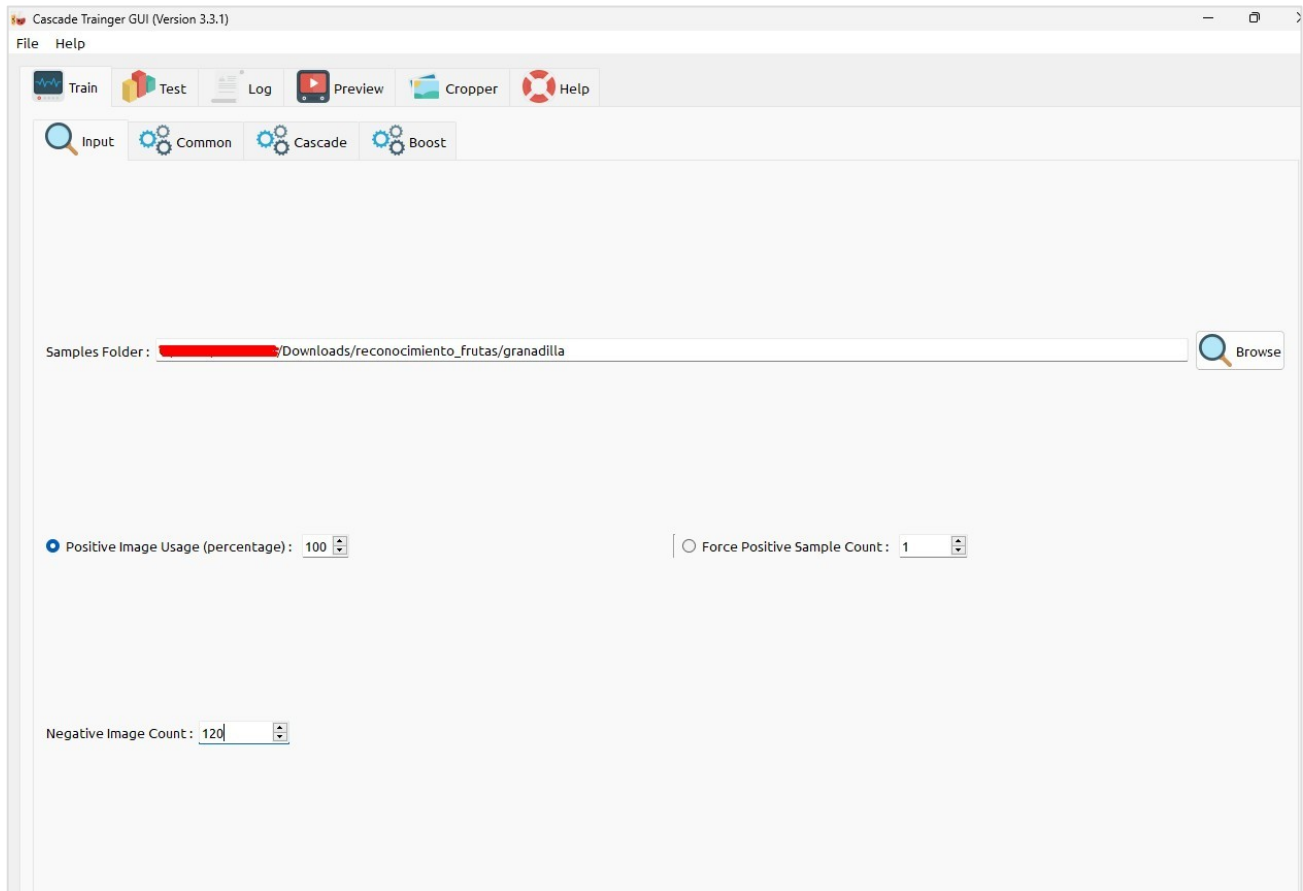 Cascade Trainger GUI (Version 3.3.1)
File Help
Train Test Log Preview Cropper Help
Input Common Cascade Boost
Samples Folder : /Downloads/reconocimiento_frutas/granadilla Browse
Positive Image Usage (percentage) : 100 Force Positive Sample Count : 1
Negative Image Count : 120